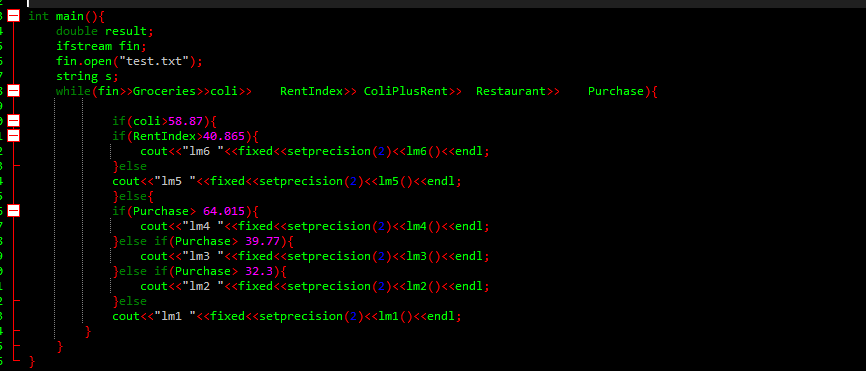 int main(){
double result;
ifstream fin;
fin.open("test.txt");
string s;
while(fin>>Groceries>>coli>>    RentIndex>> ColiPlusRent>>  Restaurant>>    Purchase){
if(coli>58.87){
if(RentIndex>40.865){
cout<<"lm6 "<<fixed<<setprecision(2)<<lm6()<<endl;
}else
cout<<"lm5 "<<fixed<<setprecision(2)<<lm5()<<endl;
}else{
if(Purchase> 64.015){
cout<<"lm4 "<<fixed<<setprecision(2)<<lm4()<<endl;
}else if(Purchase> 39.77){
cout<<"lm3 "<<fixed<<setprecision(2)<<lm3()<<endl;
}else if(Purchase> 32.3){
cout<<"lm2 "<<fixed<<setprecision(2)<<lm2()<<endl;
}else
cout<<"lm1 "<<fixed<<setprecision(2)<<lm1()<<endl;
}
}
}